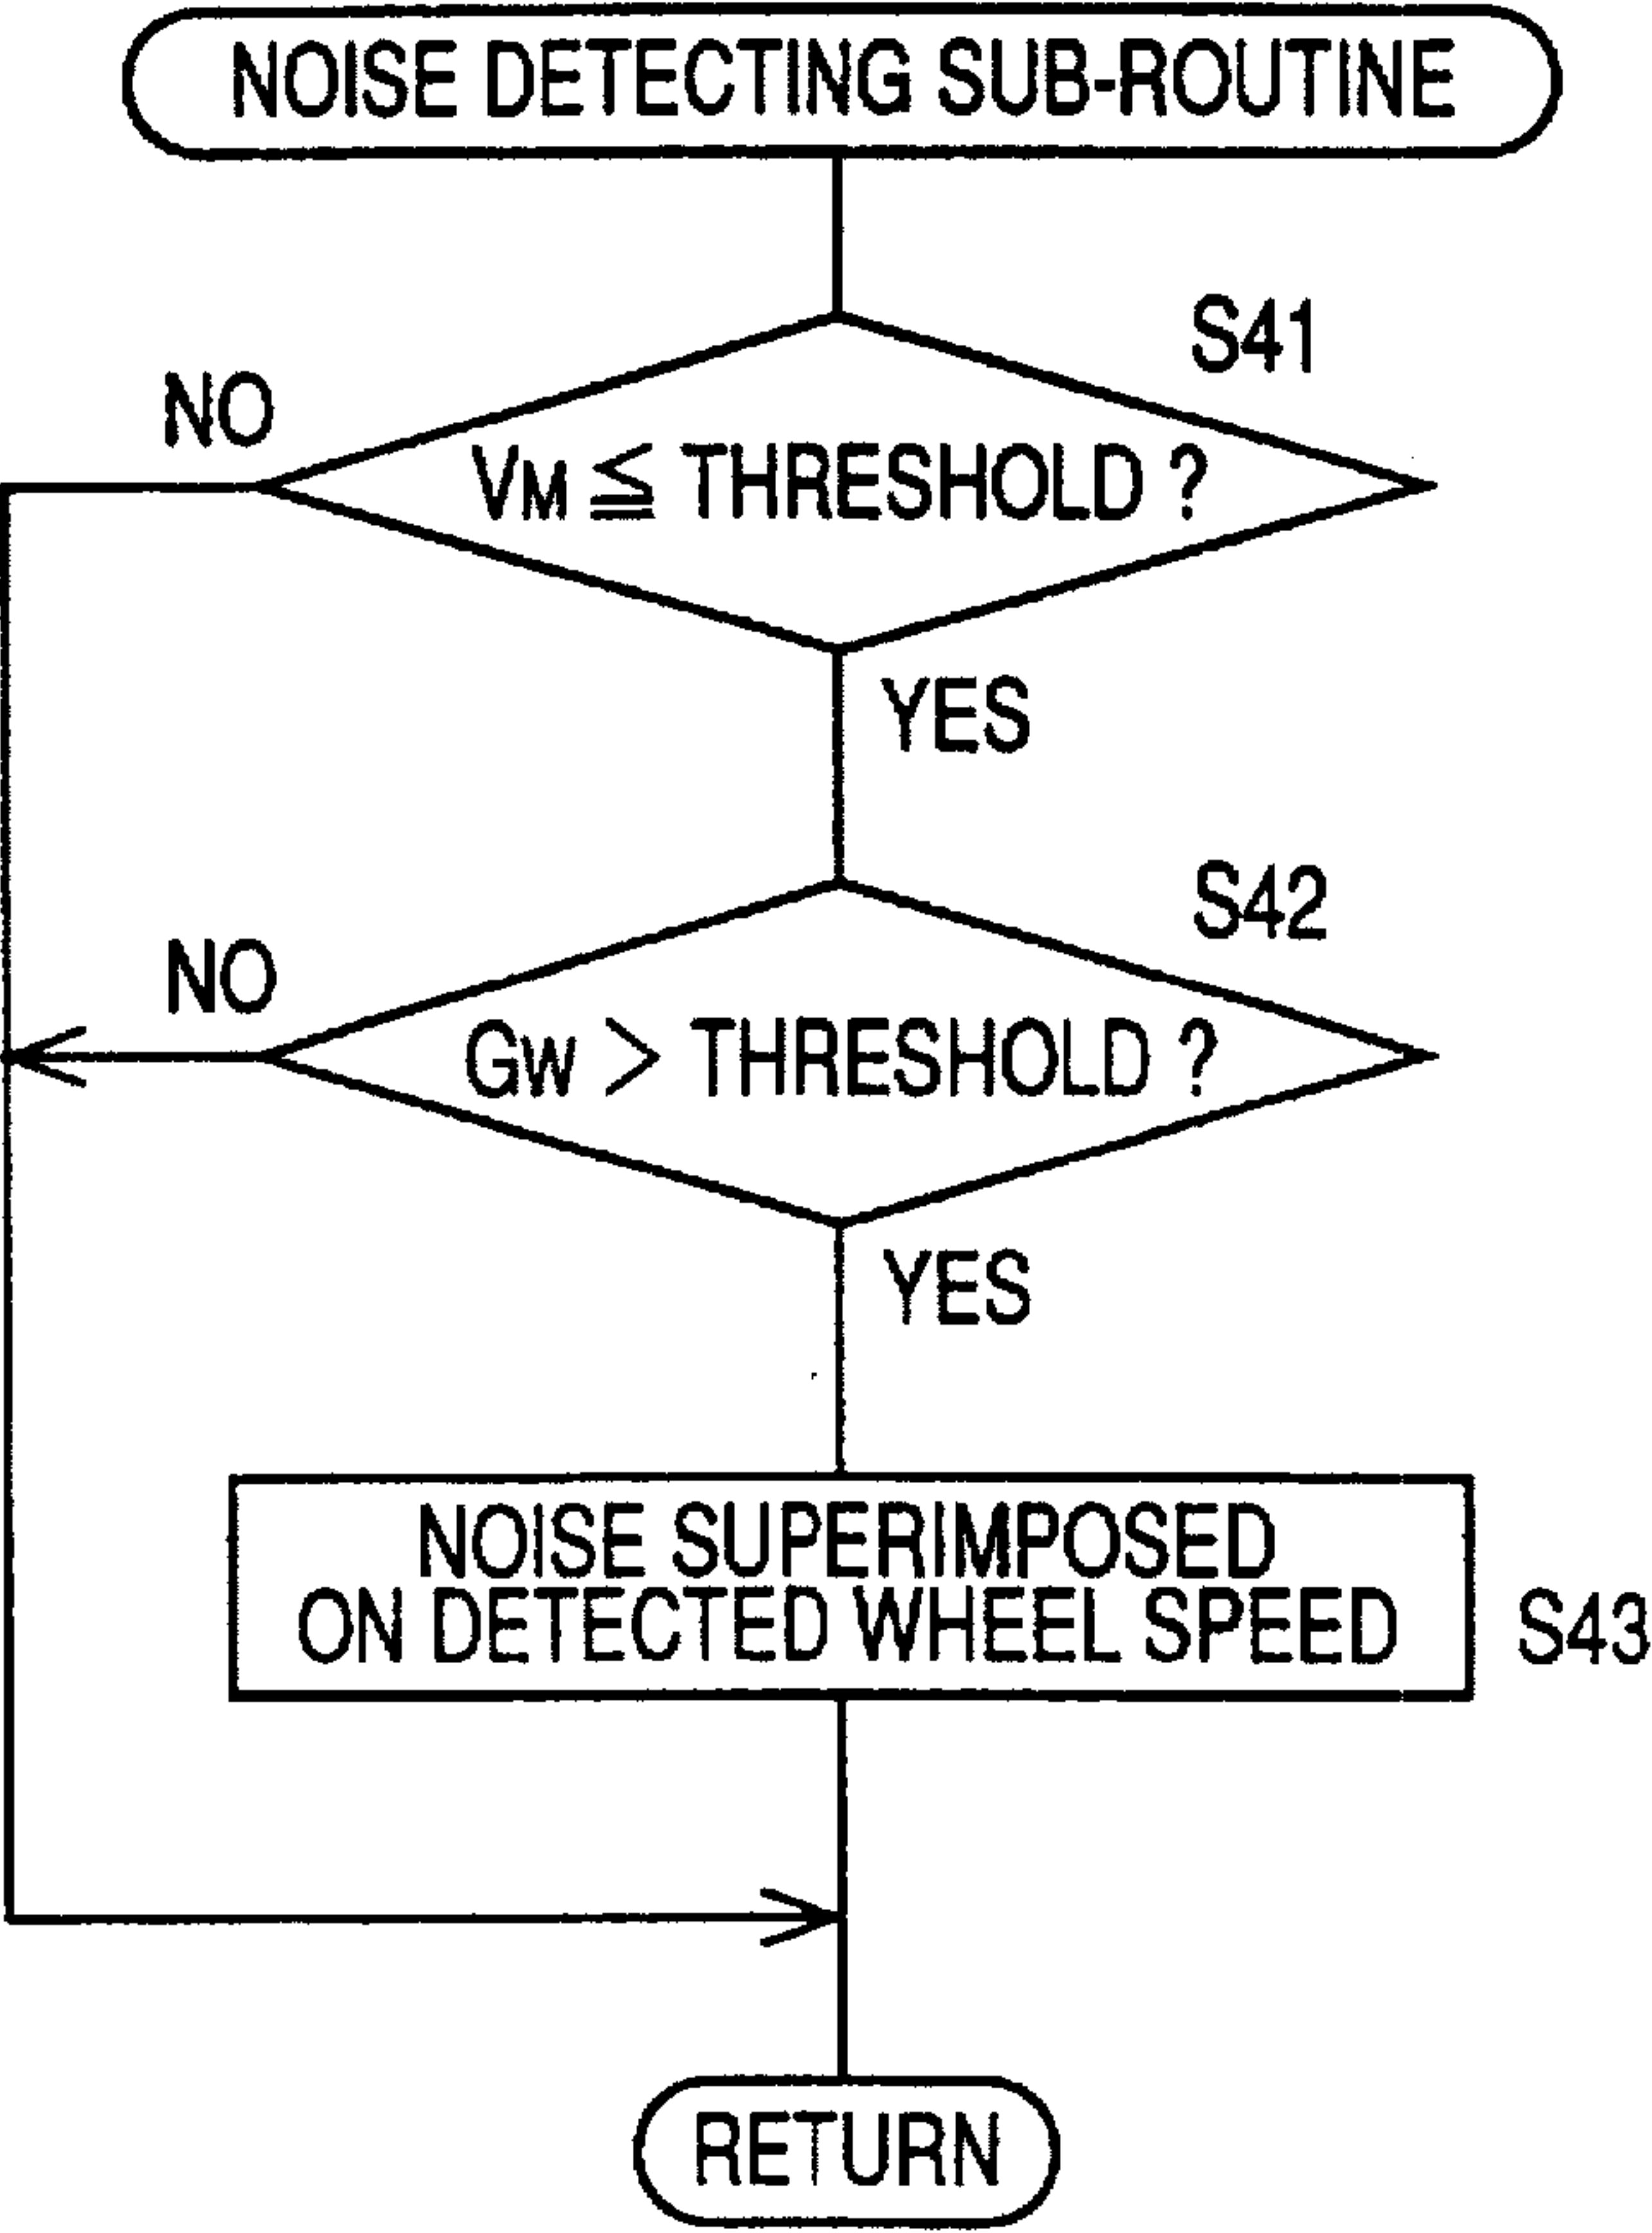 NOISE DETECTING SUB-ROUTINE
S41
NO
VM ≦ THRESHOLD ?
YES
S42
NO
GW > THRESHOLD ?
YES
NOISE SUPERIMPOSED
ON DETECTED WHEEL SPEED
S43
RETURN